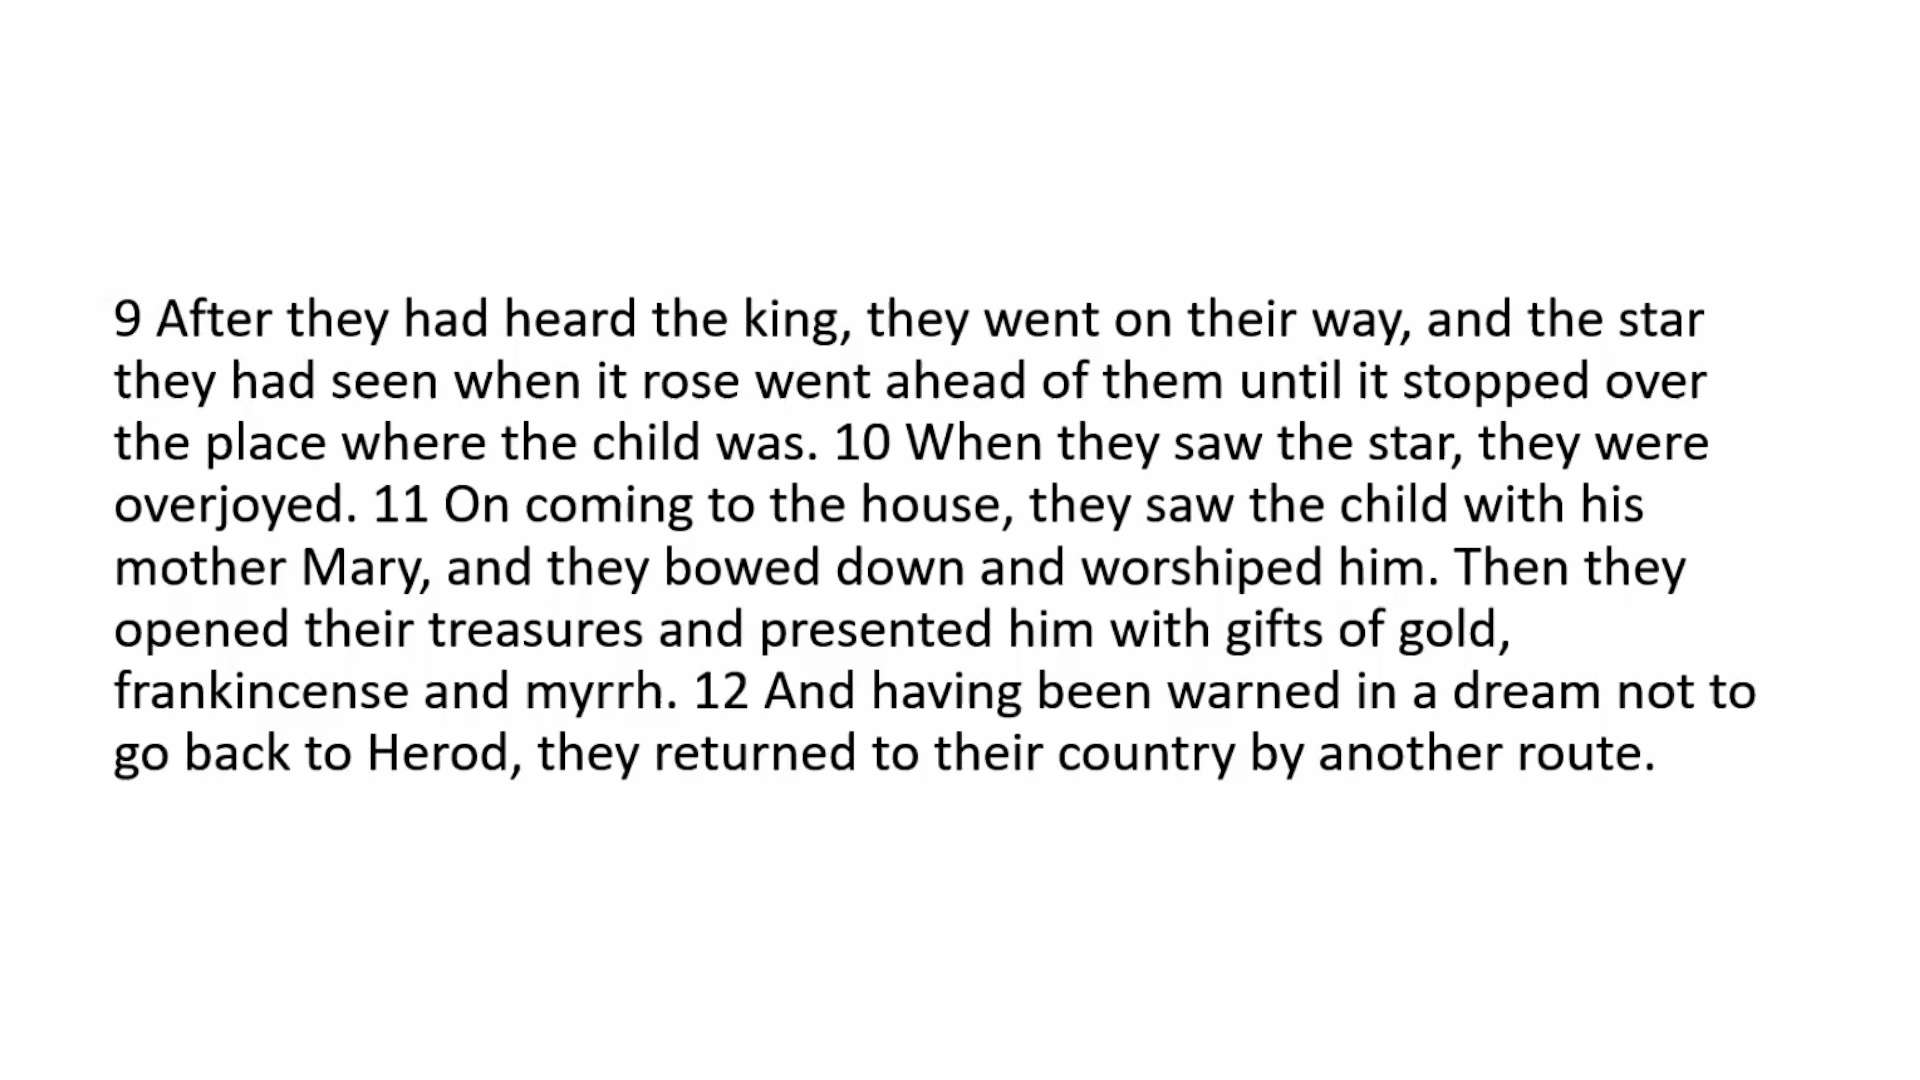 9 After they had heard the king, they went on their way, and the star
they had seen when it rose went ahead of them until it stopped over
the place where the child was. 10 When they saw the star, they were
overjoyed. 11 On coming to the house, they saw the child with his
mother Mary, and they bowed down and worshiped him. Then they
opened their treasures and presented him with gifts of gold,
frankincense and myrrh. 12 And having been warned in a dream not to
go back to Herod, they returned to their country by another route.